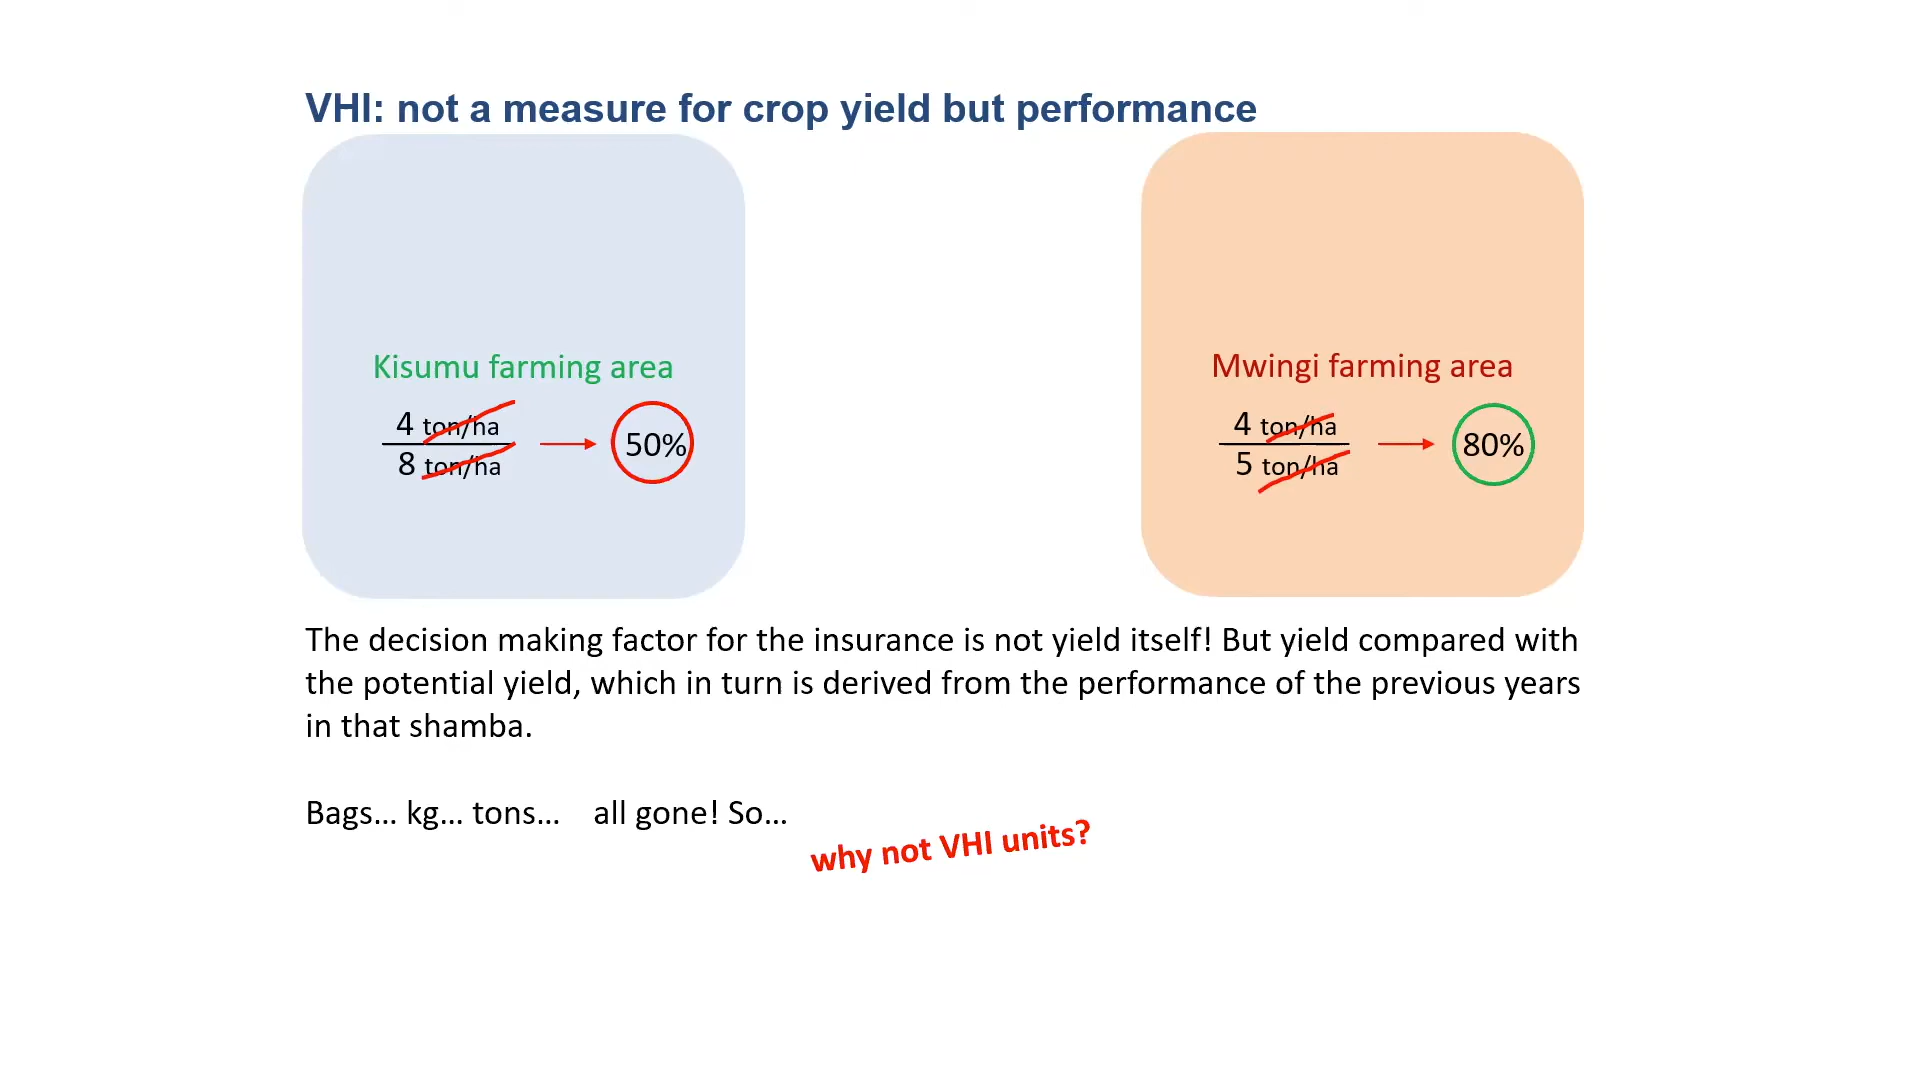 VHI: not a measure for crop yield but performance
Kisumu farming area
4 ton/ha
8 ton/ha
50%
Mwingi farming area
4 ton/ha
5 ton/ha
80%
The decision making factor for the insurance is not yield itself! But yield compared with
the potential yield, which in turn is derived from the performance of the previous years
in that shamba.
Bags... kg... tons... all gone! So...
why not VHI units?